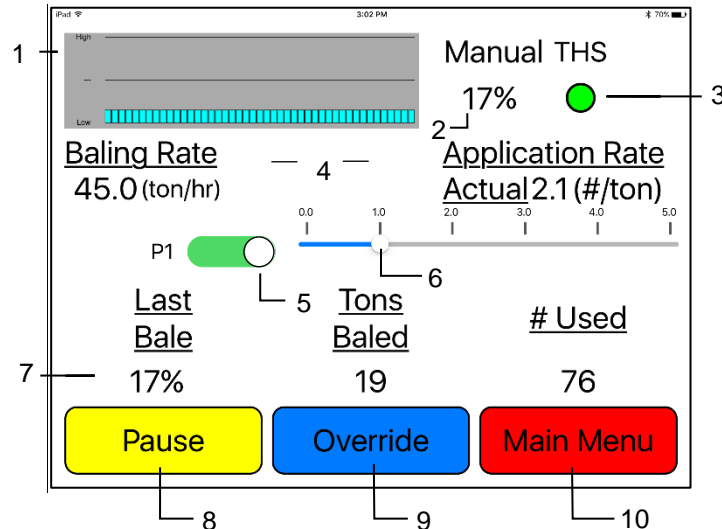 iPad 3:02 PM 70%
High
---
Low
1
Manual THS
17%
2
3
Baling Rate
45.0 (ton/hr)
4
Application Rate
Actual 2.1 (#/ton)
0.0 1.0 2.0 3.0 4.0 5.0
P1
5
6
Last Bale
Tons Baled
# Used
7
17% 19 76
Pause Override Main Menu
8 9 10